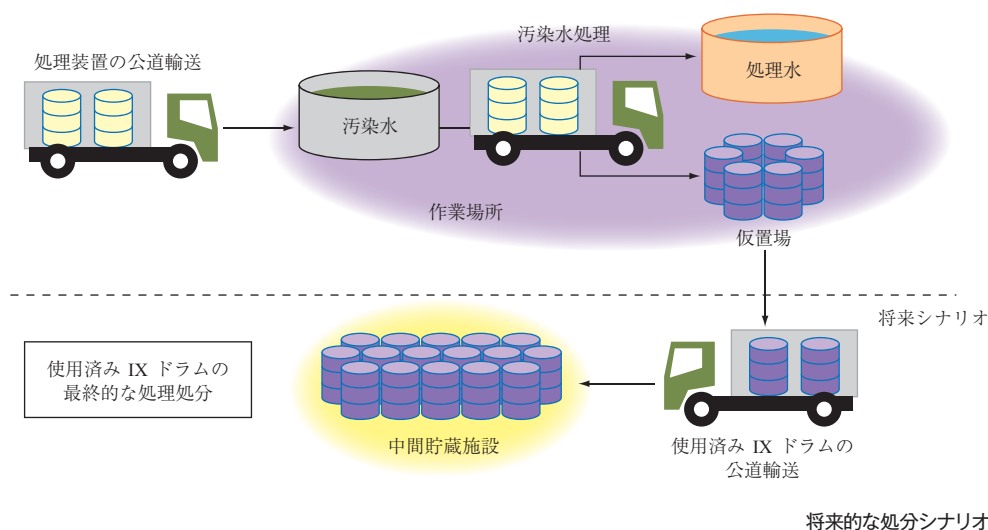 汚染水処理
処理装置の公道輸送
処理水
汚染水
作業場所
仮置場
将来シナリオ
使用済み IX ドラムの
最終的な処理処分
中間貯蔵施設
使用済み IX ドラムの
公道輸送
将来的な処分シナリオ